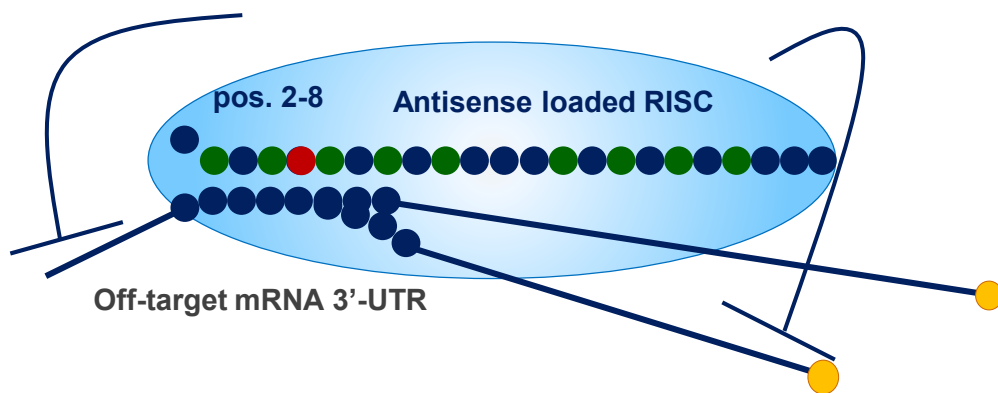 pos. 2-8
Antisense loaded RISC
Off-target mRNA 3’-UTR